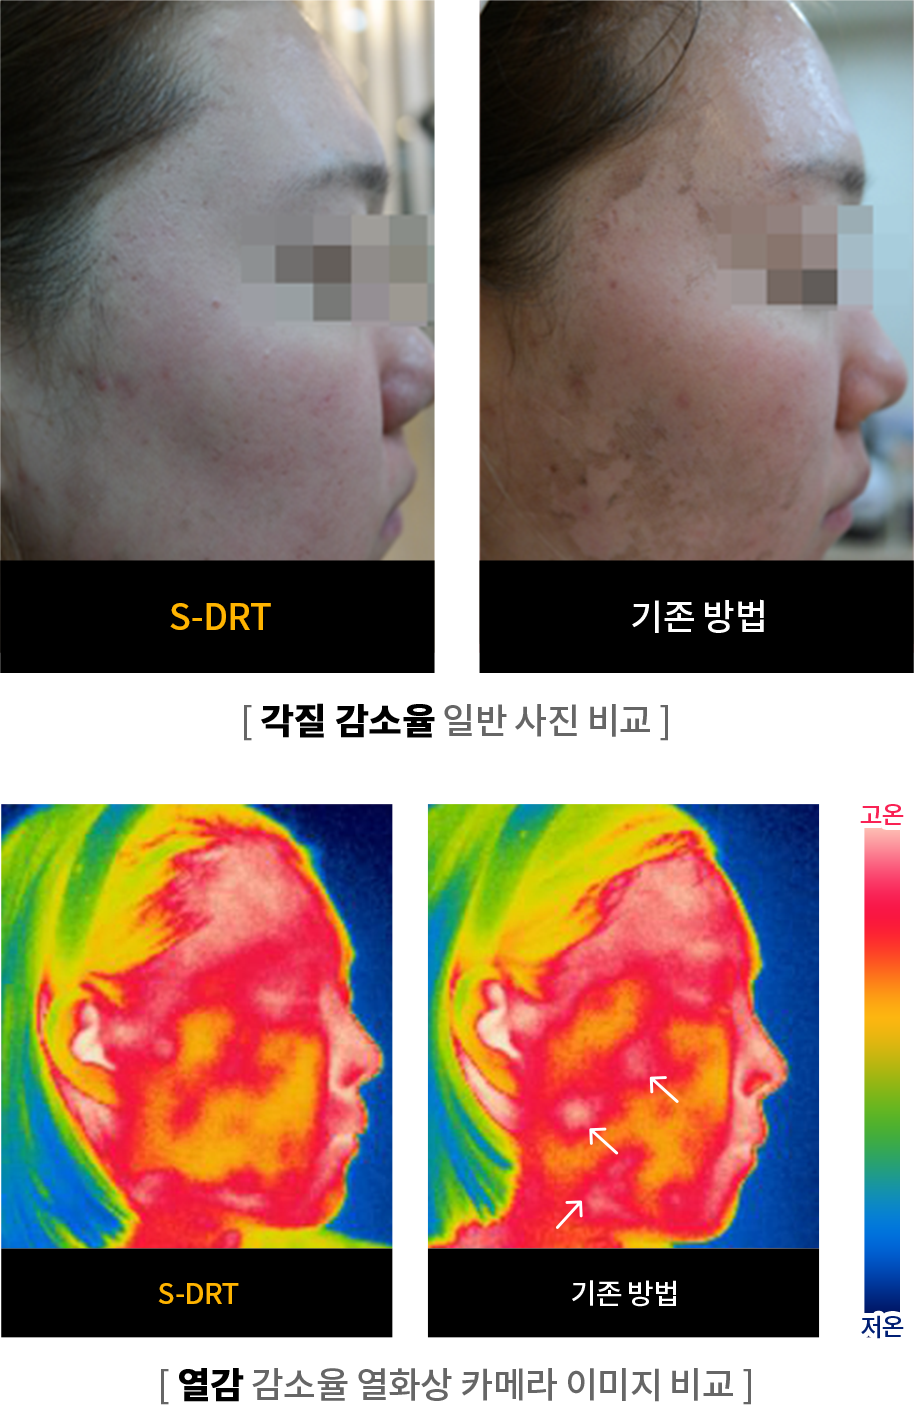 S-DRT
기존 방법
[ 각질 감소율 일반 사진 비교 ]
고온
S-DRT
기존 방법
저온
[ 열감 감소율 열화상 카메라 이미지 비교 ]